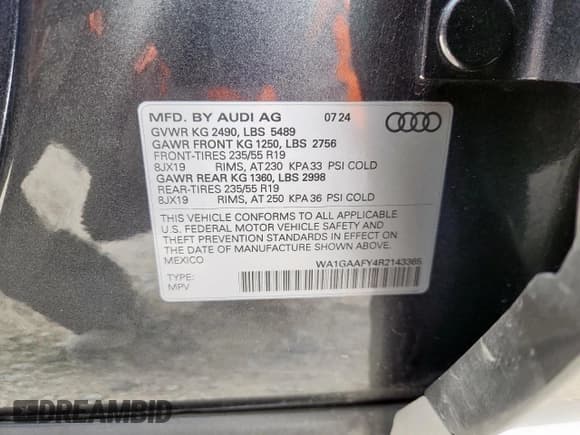 MFD. BY AUDI AG 07 24
GVWR KG 2490, LBS 5489
GAWR FRONT KG 1250, LBS 2756
FRONT-TIRES 235/55 R19
8JX19 RIMS, AT 230 KPA 33 PSI COLD
GAWR REAR KG 1360, LBS 2998
REAR-TIRES 235/55 R19
8JX19 RIMS, AT 250 KPA 36 PSI COLD
THIS VEHICLE CONFORMS TO ALL APPLICABLE
U.S. FEDERAL MOTOR VEHICLE SAFETY AND
THEFT PREVENTION STANDARDS IN EFFECT ON
THE DATE OF MANUFACTURE SHOWN ABOVE.
MEXICO WA1GAAFY4R2143365
TYPE:
MPV
DREAMBID